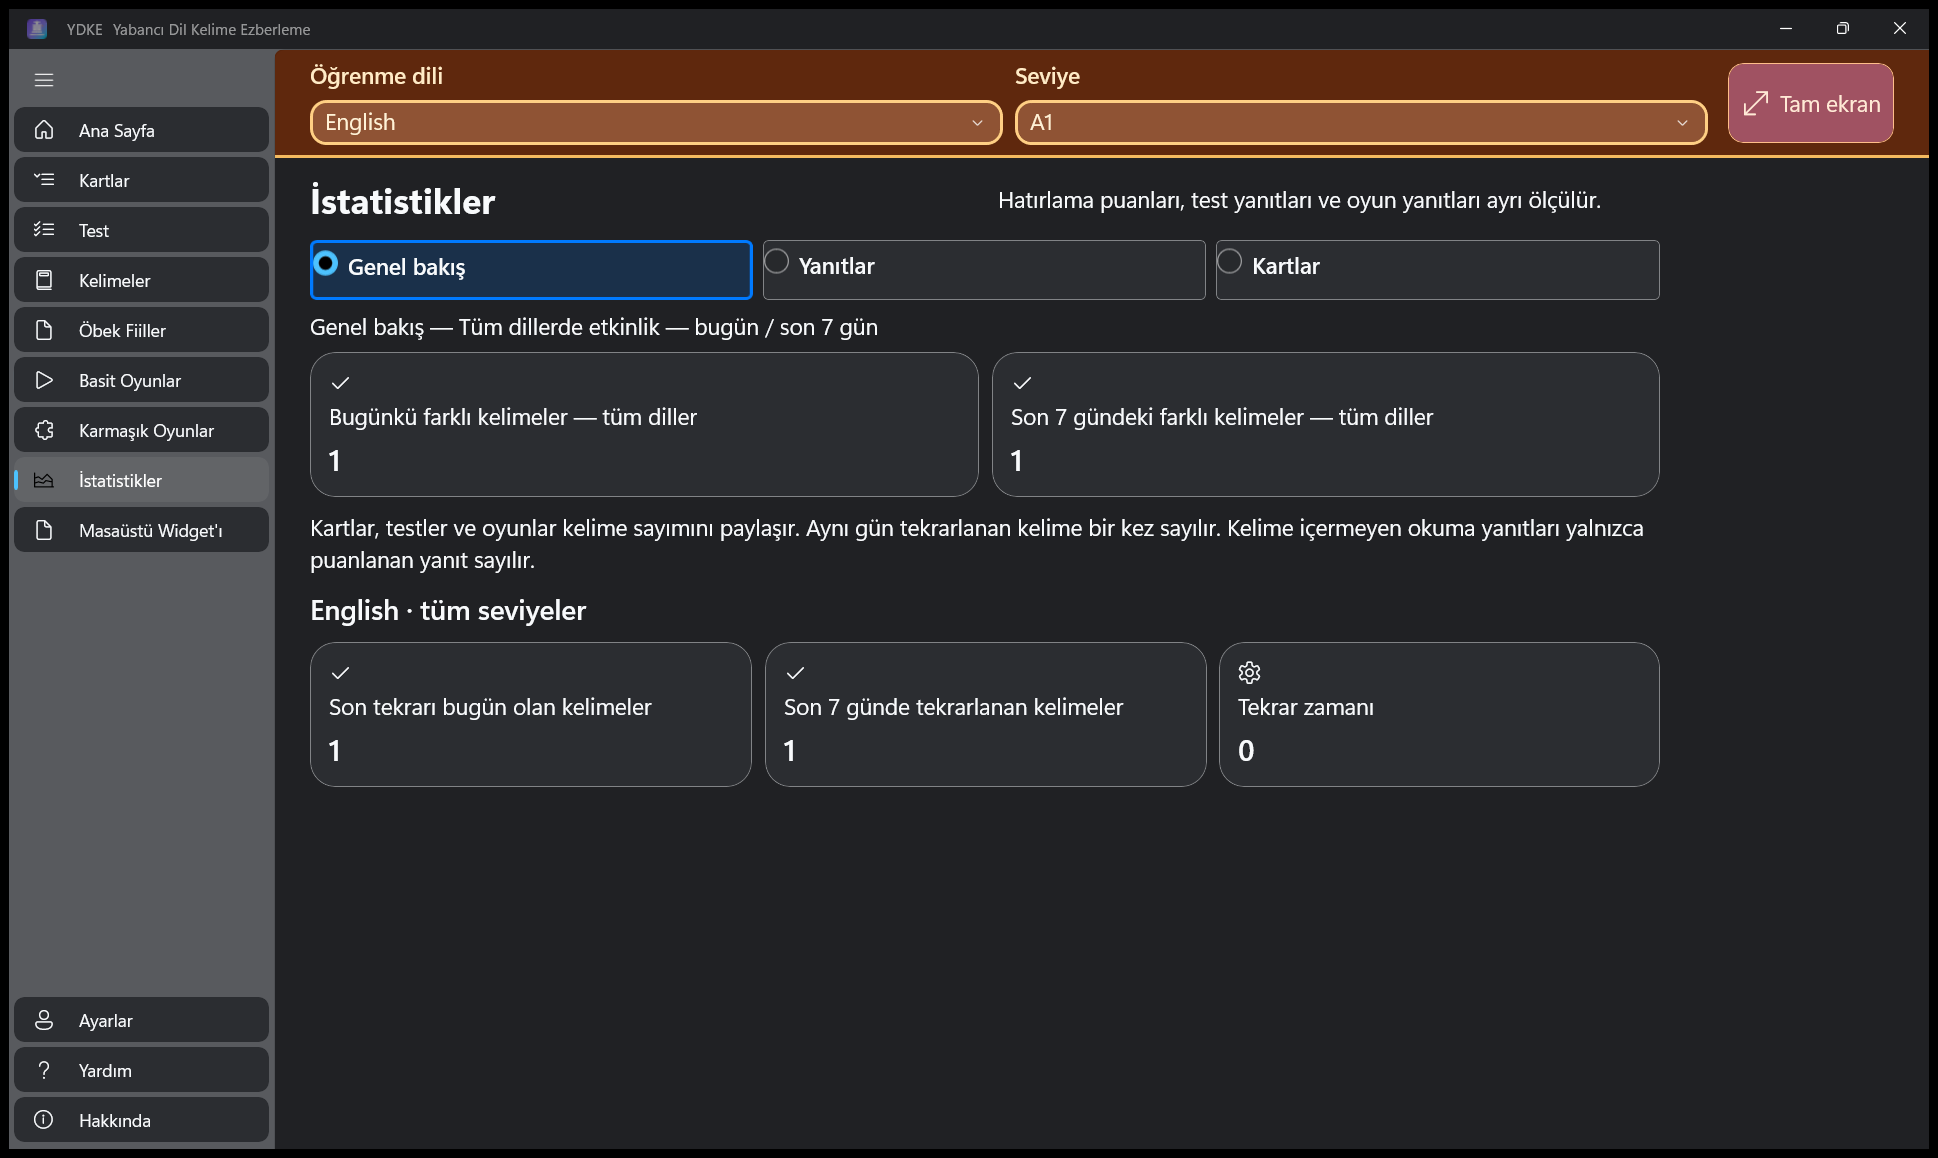 YDKE Yabancı Dil Kelime Ezberleme
Öğrenme dili
English
Seviye
A1
Tam ekran
Ana Sayfa
Kartlar
Test
Kelimeler
Öbek Fiiller
Basit Oyunlar
Karmaşık Oyunlar
İstatistikler
Masaüstü Widget'ı
Ayarlar
Yardım
Hakkında
İstatistikler
Hatırlama puanları, test yanıtları ve oyun yanıtları ayrı ölçülür.
Genel bakış
Yanıtlar
Kartlar
Genel bakış — Tüm dillerde etkinlik — bugün / son 7 gün
Bugünkü farklı kelimeler — tüm diller
1
Son 7 gündeki farklı kelimeler — tüm diller
1
Kartlar, testler ve oyunlar kelime sayımını paylaşır. Aynı gün tekrarlanan kelime bir kez sayılır. Kelime içermeyen okuma yanıtları yalnızca
puanlanan yanıt sayılır.
English · tüm seviyeler
Son tekrarı bugün olan kelimeler
1
Son 7 günde tekrarlanan kelimeler
1
Tekrar zamanı
0